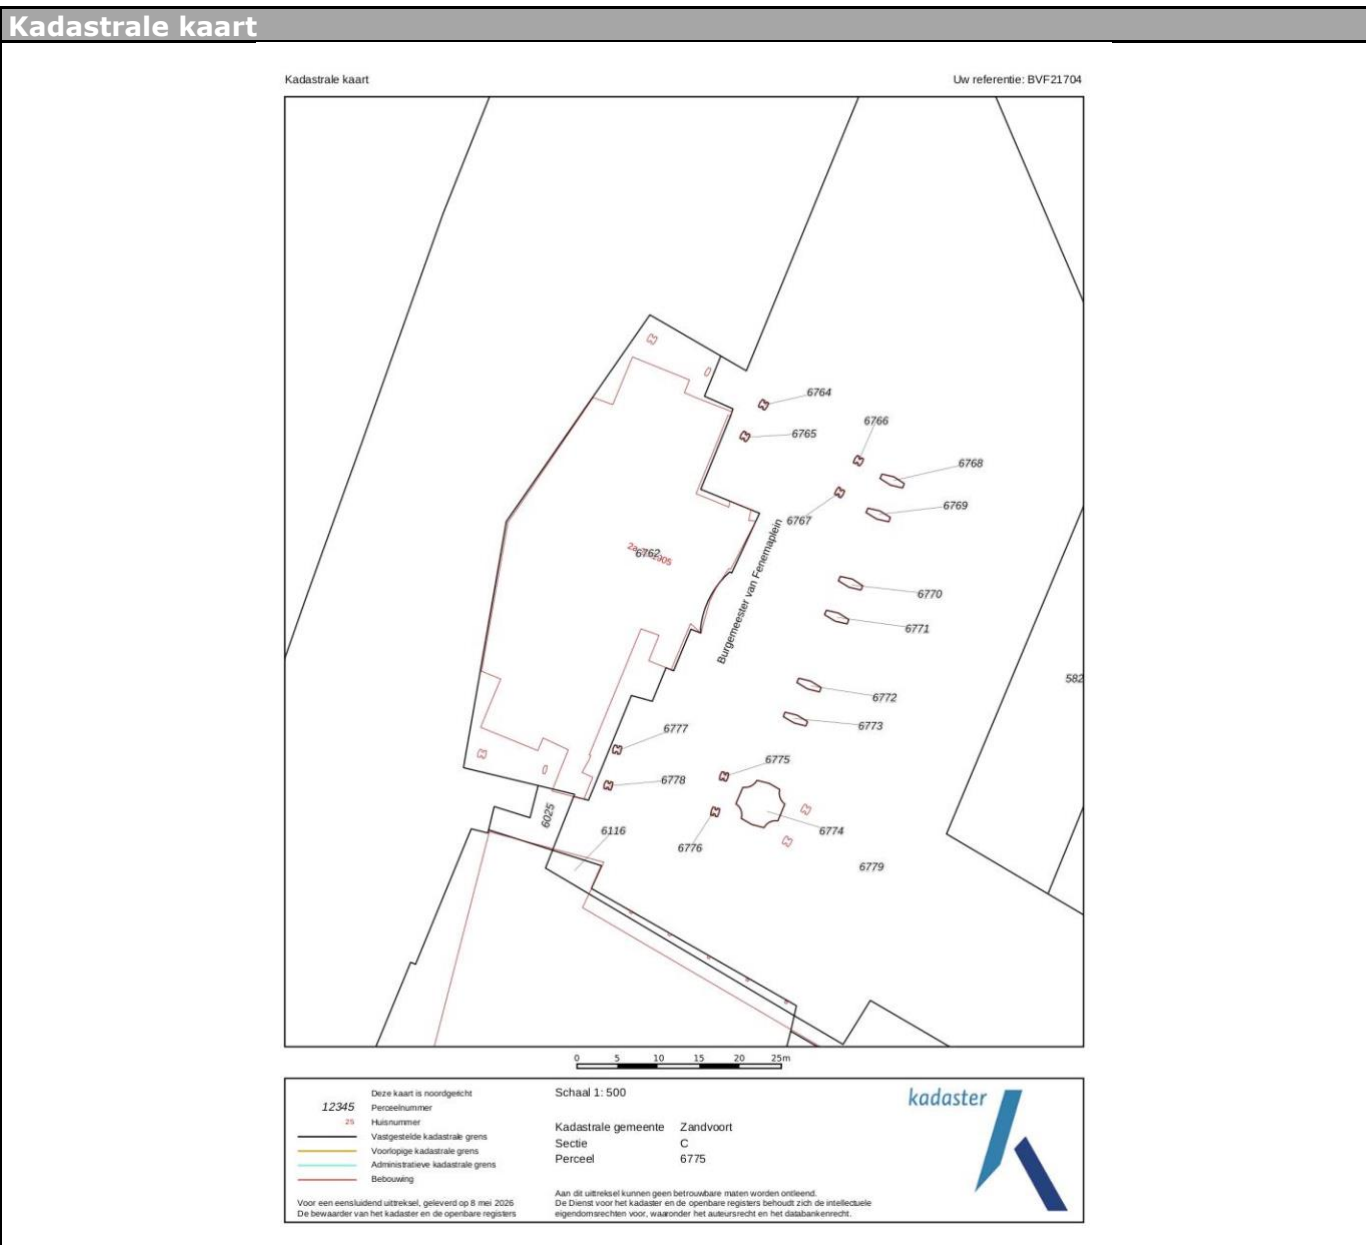 Kadastrale kaart
Kadastrale kaart
Uw referentie: BVF21704
6764
6766
6765
6768
6769
6767
6762
Burgemeester van Fenemaplein
6770
6771
582
6772
6773
6777
6775
6778
6025
6116
6774
6776
6779
0 5 10 15 20 25m
Deze kaart is noordgericht
12345 Perceelnummer
25 Huisnummer
Vastgestelde kadastrale grens
Voorlopige kadastrale grens
Administratieve kadastrale grens
Bebouwing
Voor een eensluidend uittreksel, geleverd op 8 mei 2026
De bewaarder van het kadaster en de openbare registers
Schaal 1: 500
Kadastrale gemeente Zandvoort
Sectie C
Perceel 6775
Aan dit uittreksel kunnen geen betrouwbare maten worden ontleend.
De Dienst voor het kadaster en de openbare registers behoudt zich de intellectuele
eigendomsrechten voor, waaronder het auteursrecht en het databankenrecht.
kadaster